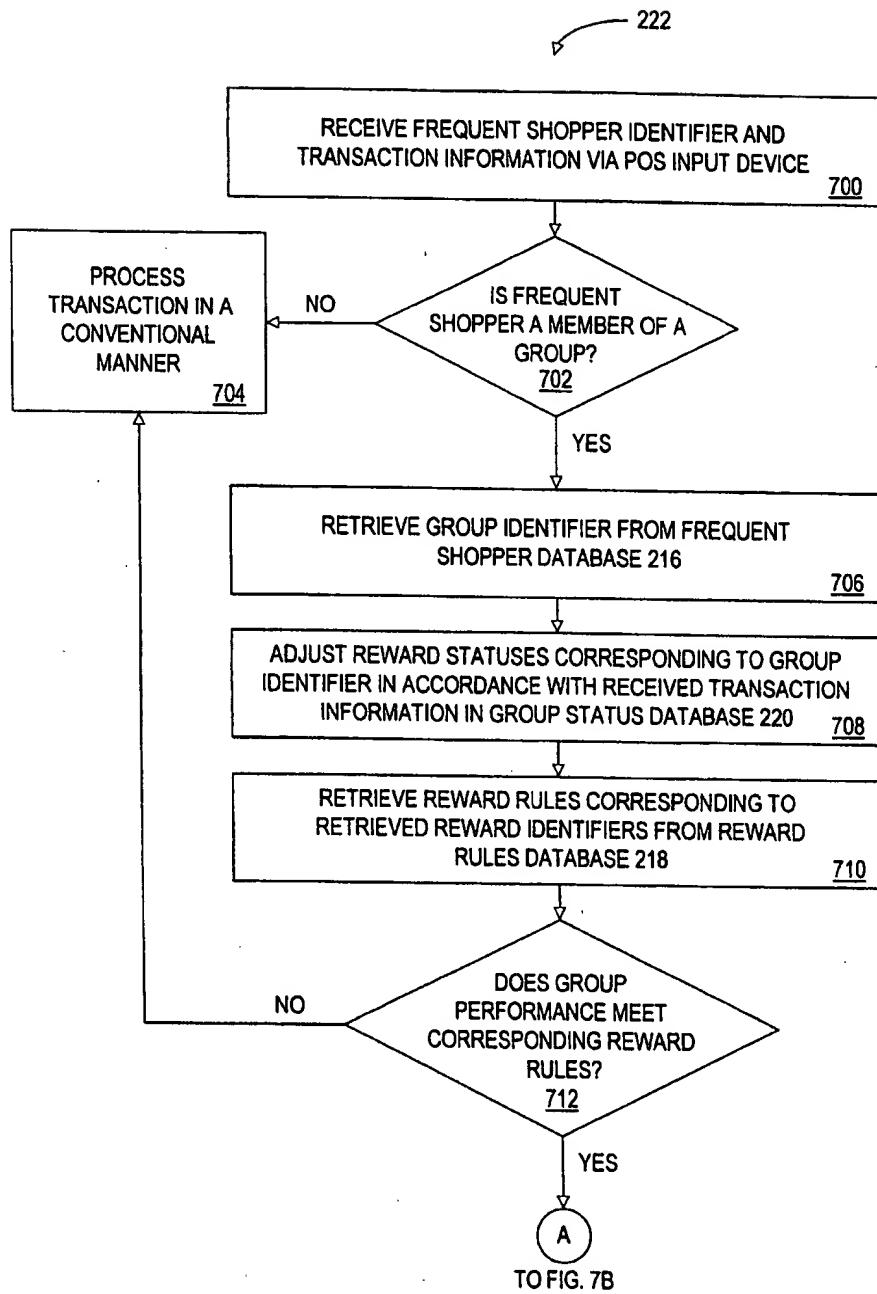 222
RECEIVE FREQUENT SHOPPER IDENTIFIER AND
TRANSACTION INFORMATION VIA POS INPUT DEVICE
700
PROCESS
TRANSACTION IN A
CONVENTIONAL
MANNER
704
NO
IS FREQUENT
SHOPPER A MEMBER OF A
GROUP?
702
YES
RETRIEVE GROUP IDENTIFIER FROM FREQUENT
SHOPPER DATABASE 216
706
ADJUST REWARD STATUSES CORRESPONDING TO GROUP
IDENTIFIER IN ACCORDANCE WITH RECEIVED TRANSACTION
INFORMATION IN GROUP STATUS DATABASE 220
708
RETRIEVE REWARD RULES CORRESPONDING TO
RETRIEVED REWARD IDENTIFIERS FROM REWARD
RULES DATABASE 218
710
NO
DOES GROUP
PERFORMANCE MEET
CORRESPONDING REWARD
RULES?
712
YES
A
TO FIG. 7B